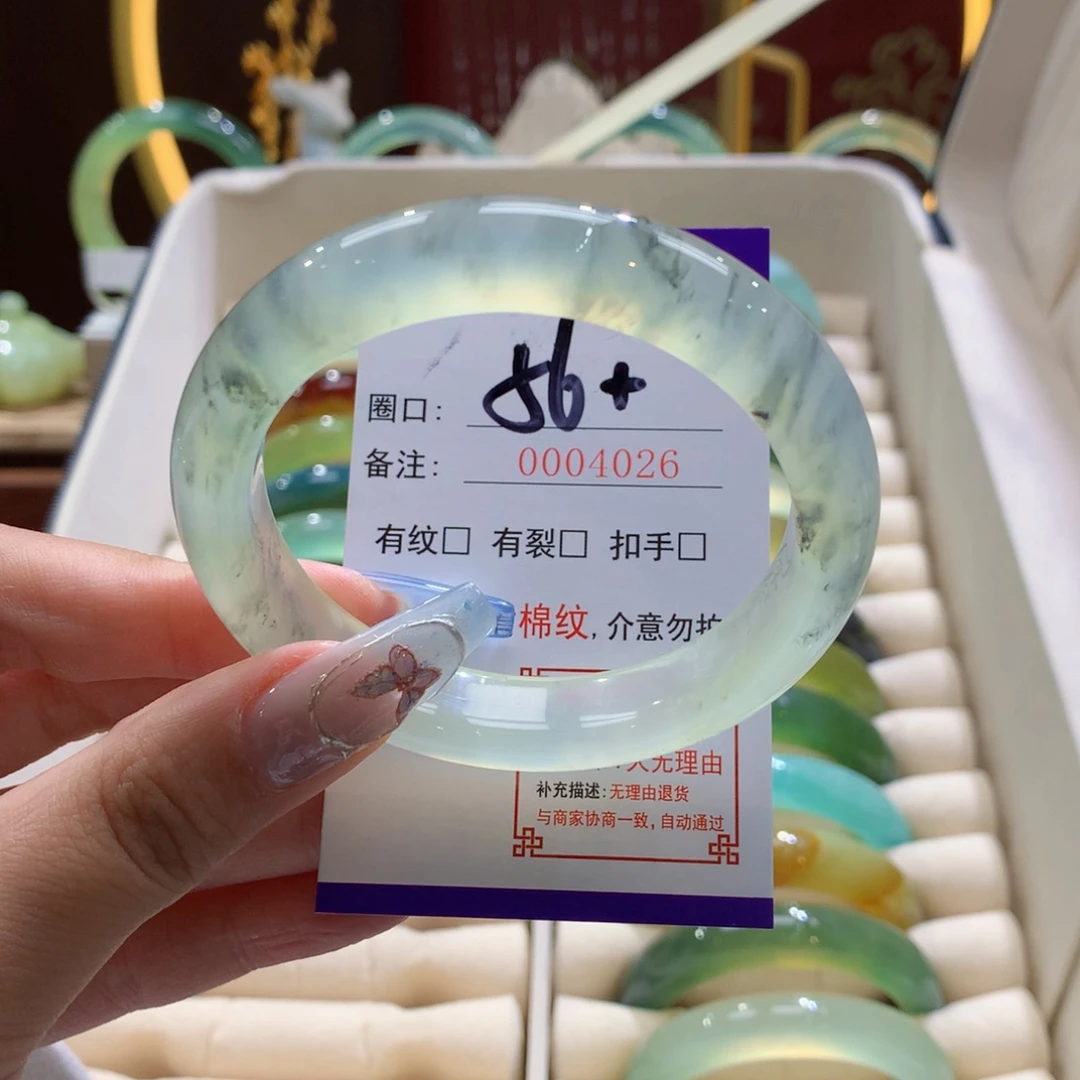 圈口: 56+
备注: 0004026
有纹□ 有裂□ 扣手□
棉纹, 介意勿拍
人无理由
补充描述: 无理由退货
与商家协商一致, 自动通过